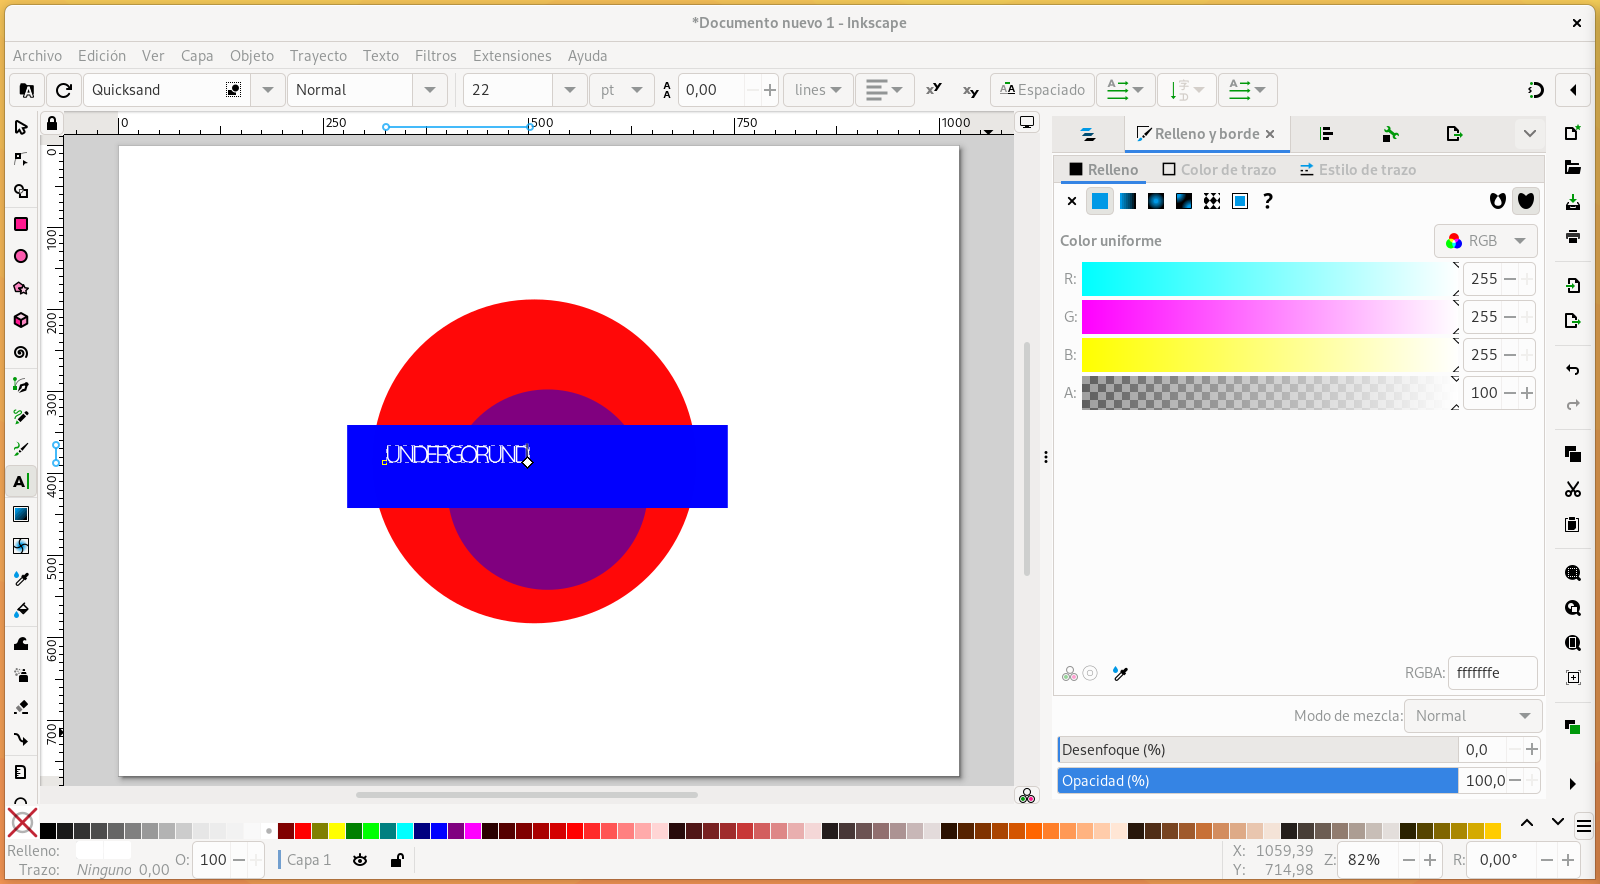 *Documento nuevo 1 - Inkscape
Archivo Edición Ver Capa Objeto Trayecto Texto Filtros Extensiones Ayuda
Quicksand Normal 22 pt 0,00 lines Espaciado
0 250 500 750 1000
Relleno y borde
Relleno Color de trazo Estilo de trazo
Color uniforme RGB
R: 255
G: 255
B: 255
A: 100
0 100 200 300 400 500 600 700
UNDERGORUND
RGBA: fffffffe
Modo de mezcla: Normal
Desenfoque (%) 0,0
Opacidad (%) 100,0
Relleno:
Trazo: Ninguno 0,00
O: 100
Capa 1
X: 1059,39
Y: 714,98
Z: 82%
R: 0,00°